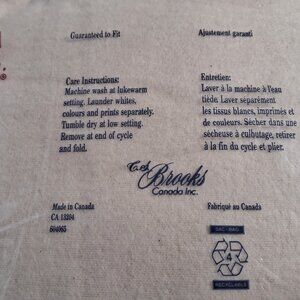 Guaranteed to Fit
Care Instructions:
Machine wash at lukewarm
setting. Launder whites,
colours and prints separately.
Tumble dry at low setting.
Remove at end of cycle
and fold.
Ajustement garanti
Entretien:
Laver à la machine à l'eau
tiède. Laver séparément
les tissus blancs, imprimés et
de couleurs. Sécher dans une
sécheuse à culbutage, retirer
à la fin du cycle et plier.
Brooks
Canada Inc.
Made in Canada
CA 13204
604065
Fabriqué au Canada
SAC · BAG
4
RECYCLABLE
®